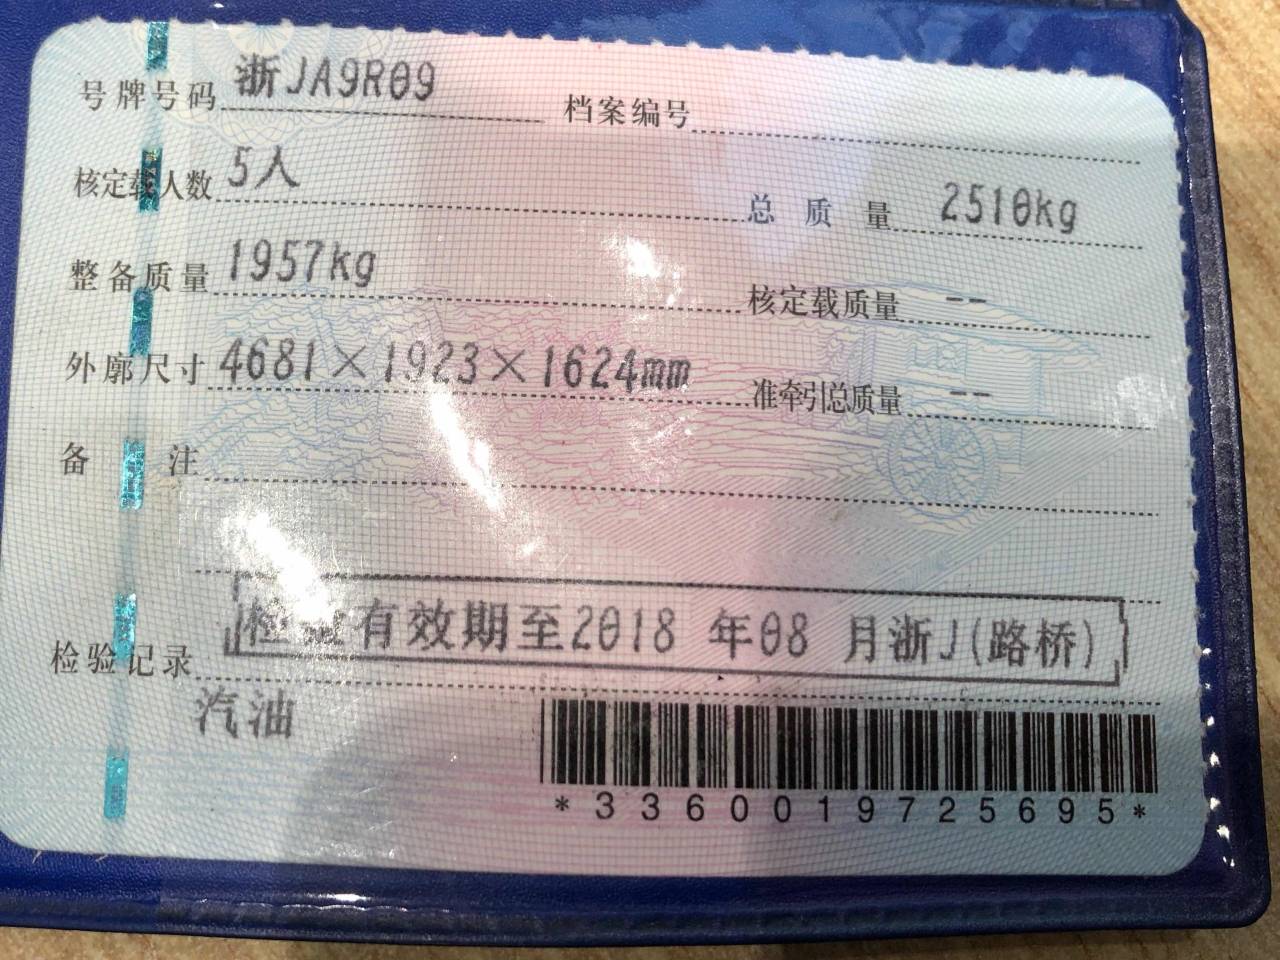 号牌号码 浙JA9R09 档案编号
核定载人数 5人 总质量 2510kg
整备质量 1957kg 核定载质量 --
外廓尺寸 4681×1923×1624mm 准牵引总质量 --
备注
检验记录 检验有效期至2018 年08 月浙J(路桥)
汽油
*3360019725695*